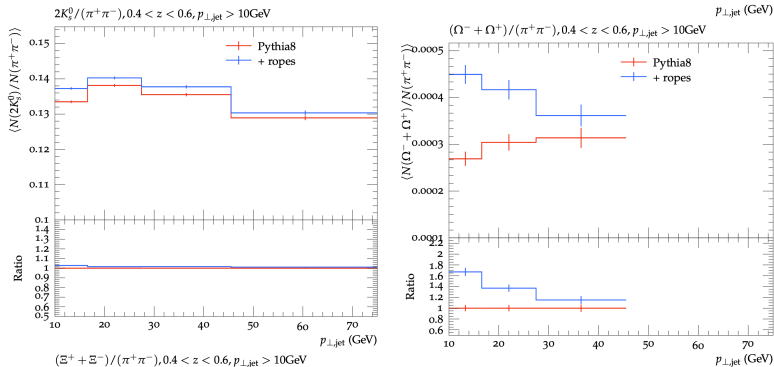 2K⁰ₛ/(π⁺π⁻), 0.4 < z < 0.6, p⊥,jet > 10GeV
⟨N(2K⁰ₛ)/N(π⁺π⁻)⟩
0.15
0.14
0.13
0.12
0.11
0.1
Pythia8
+ ropes
Ratio
1.4
1.3
1.2
1.1
1
0.9
0.8
0.7
0.6
0.5
10 20 30 40 50 60 70
p⊥,jet (GeV)
(Ξ⁺ + Ξ⁻)/(π⁺π⁻), 0.4 < z < 0.6, p⊥,jet > 10GeV
p⊥,jet (GeV)
(Ω⁻ + Ω⁺)/(π⁺π⁻), 0.4 < z < 0.6, p⊥,jet > 10GeV
⟨N(Ω⁻ + Ω⁺)/N(π⁺π⁻)⟩
0.0005
0.0004
0.0003
0.0002
0.0001
Pythia8
+ ropes
Ratio
2.2
2
1.8
1.6
1.4
1.2
1
0.8
0.6
10 20 30 40 50 60 70
p⊥,jet (GeV)